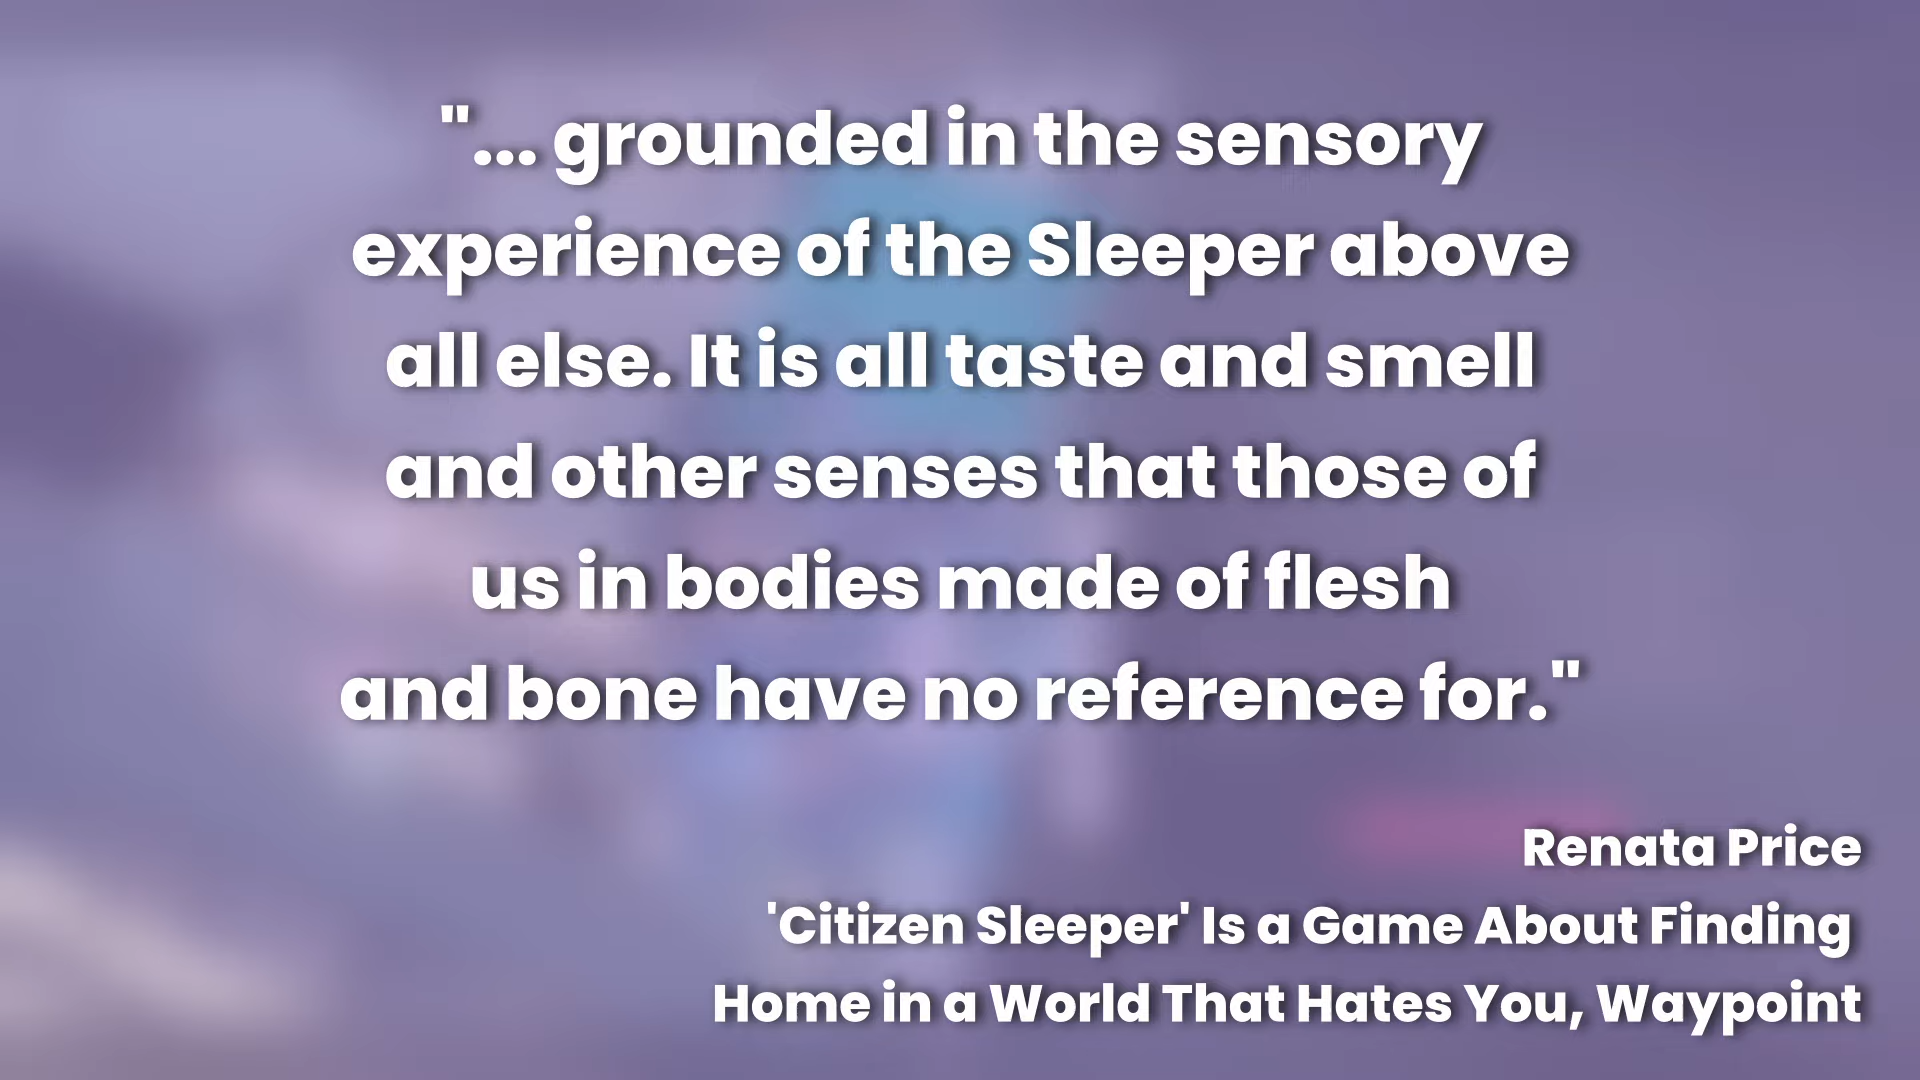 "... grounded in the sensory
experience of the Sleeper above
all else. It is all taste and smell
and other senses that those of
us in bodies made of flesh
and bone have no reference for."
Renata Price
'Citizen Sleeper' Is a Game About Finding
Home in a World That Hates You, Waypoint